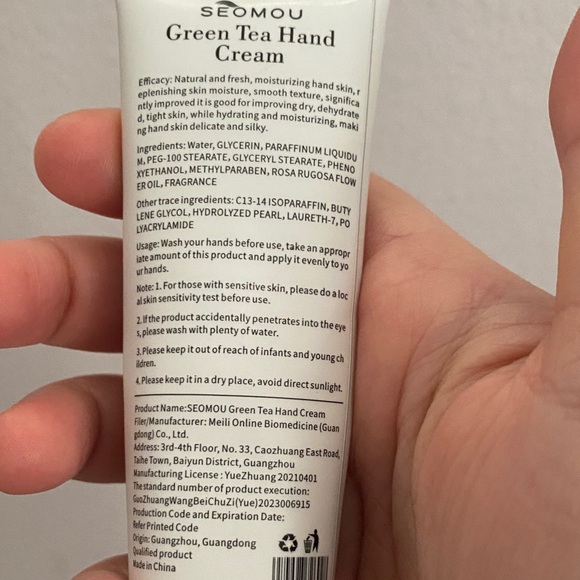 SEOMOU
Green Tea Hand
Cream
Efficacy: Natural and fresh, moisturizing hand skin, r
eplenishing skin moisture, smooth texture, significa
ntly improved it is good for improving dry, dehydrate
d, tight skin, while hydrating and moisturizing, maki
ng hand skin delicate and silky.
Ingredients: Water, GLYCERIN, PARAFFINUM LIQUIDU
M, PEG-100 STEARATE, GLYCERYL STEARATE, PHENO
XYETHANOL, METHYLPARABEN, ROSA RUGOSA FLOW
ER OIL, FRAGRANCE
Other trace ingredients: C13-14 ISOPARAFFIN, BUTY
LENE GLYCOL, HYDROLYZED PEARL, LAURETH-7, PO
LYACRYLAMIDE
Usage: Wash your hands before use, take an appropr
iate amount of this product and apply it evenly to yo
ur hands.
Note: 1. For those with sensitive skin, please do a loc
al skin sensitivity test before use.
2. If the product accidentally penetrates into the eye
s, please wash with plenty of water.
3. Please keep it out of reach of infants and young ch
ildren.
4. Please keep it in a dry place, avoid direct sunlight.
Product Name:SEOMOU Green Tea Hand Cream
Filer/Manufacturer: Meili Online Biomedicine (Guan
gdong) Co., Ltd.
Address: 3rd-4th Floor, No. 33, Caozhuang East Road,
Taihe Town, Baiyun District, Guangzhou
Manufacturing License : YueZhuang 20210401
The standard number of product execution:
GuoZhuangWangBeiChuZi(Yue)2023006915
Production Code and Expiration Date:
Refer Printed Code
Origin: Guangzhou, Guangdong
Qualified product
Made in China